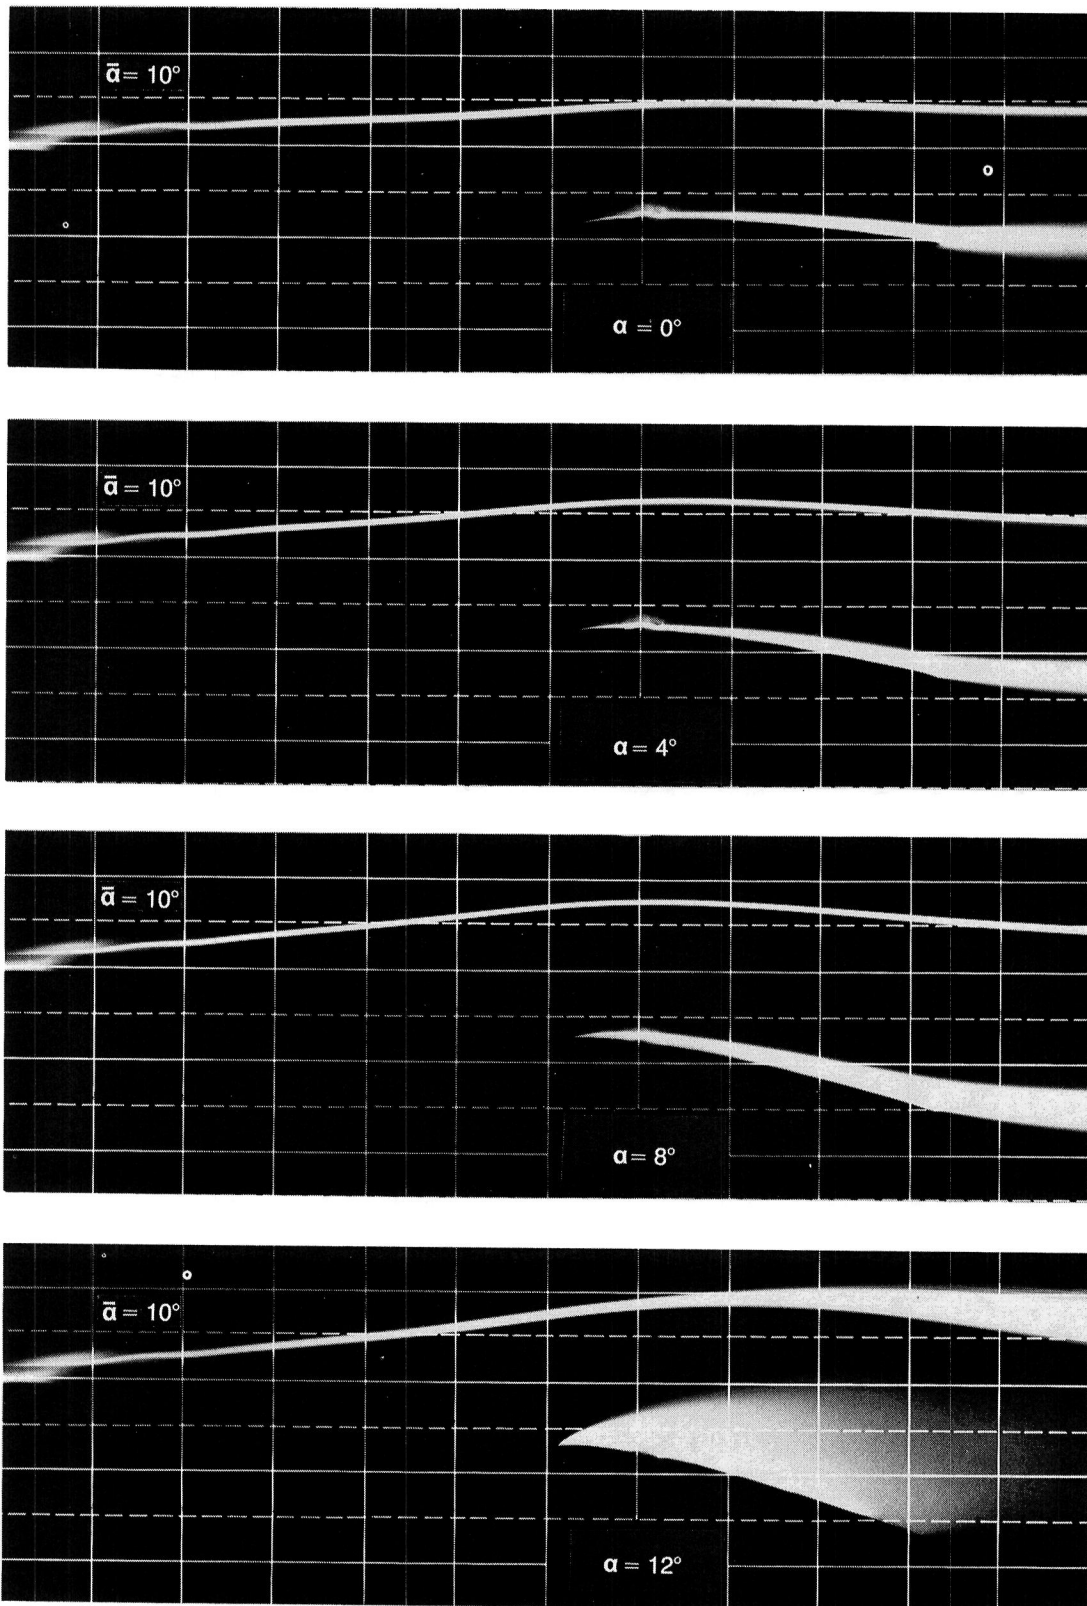 ᾱ = 10°
α = 0°
ᾱ = 10°
α = 4°
ᾱ = 10°
α = 8°
ᾱ = 10°
α = 12°